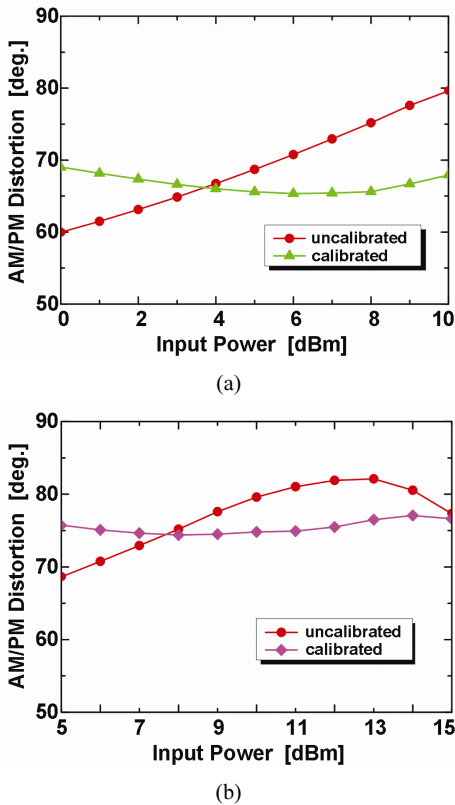 AM/PM Distortion [deg.]
90
80
70
60
50
uncalibrated
calibrated
0 2 4 6 8 10
Input Power [dBm]
(a)
AM/PM Distortion [deg.]
90
80
70
60
50
uncalibrated
calibrated
5 7 9 11 13 15
Input Power [dBm]
(b)